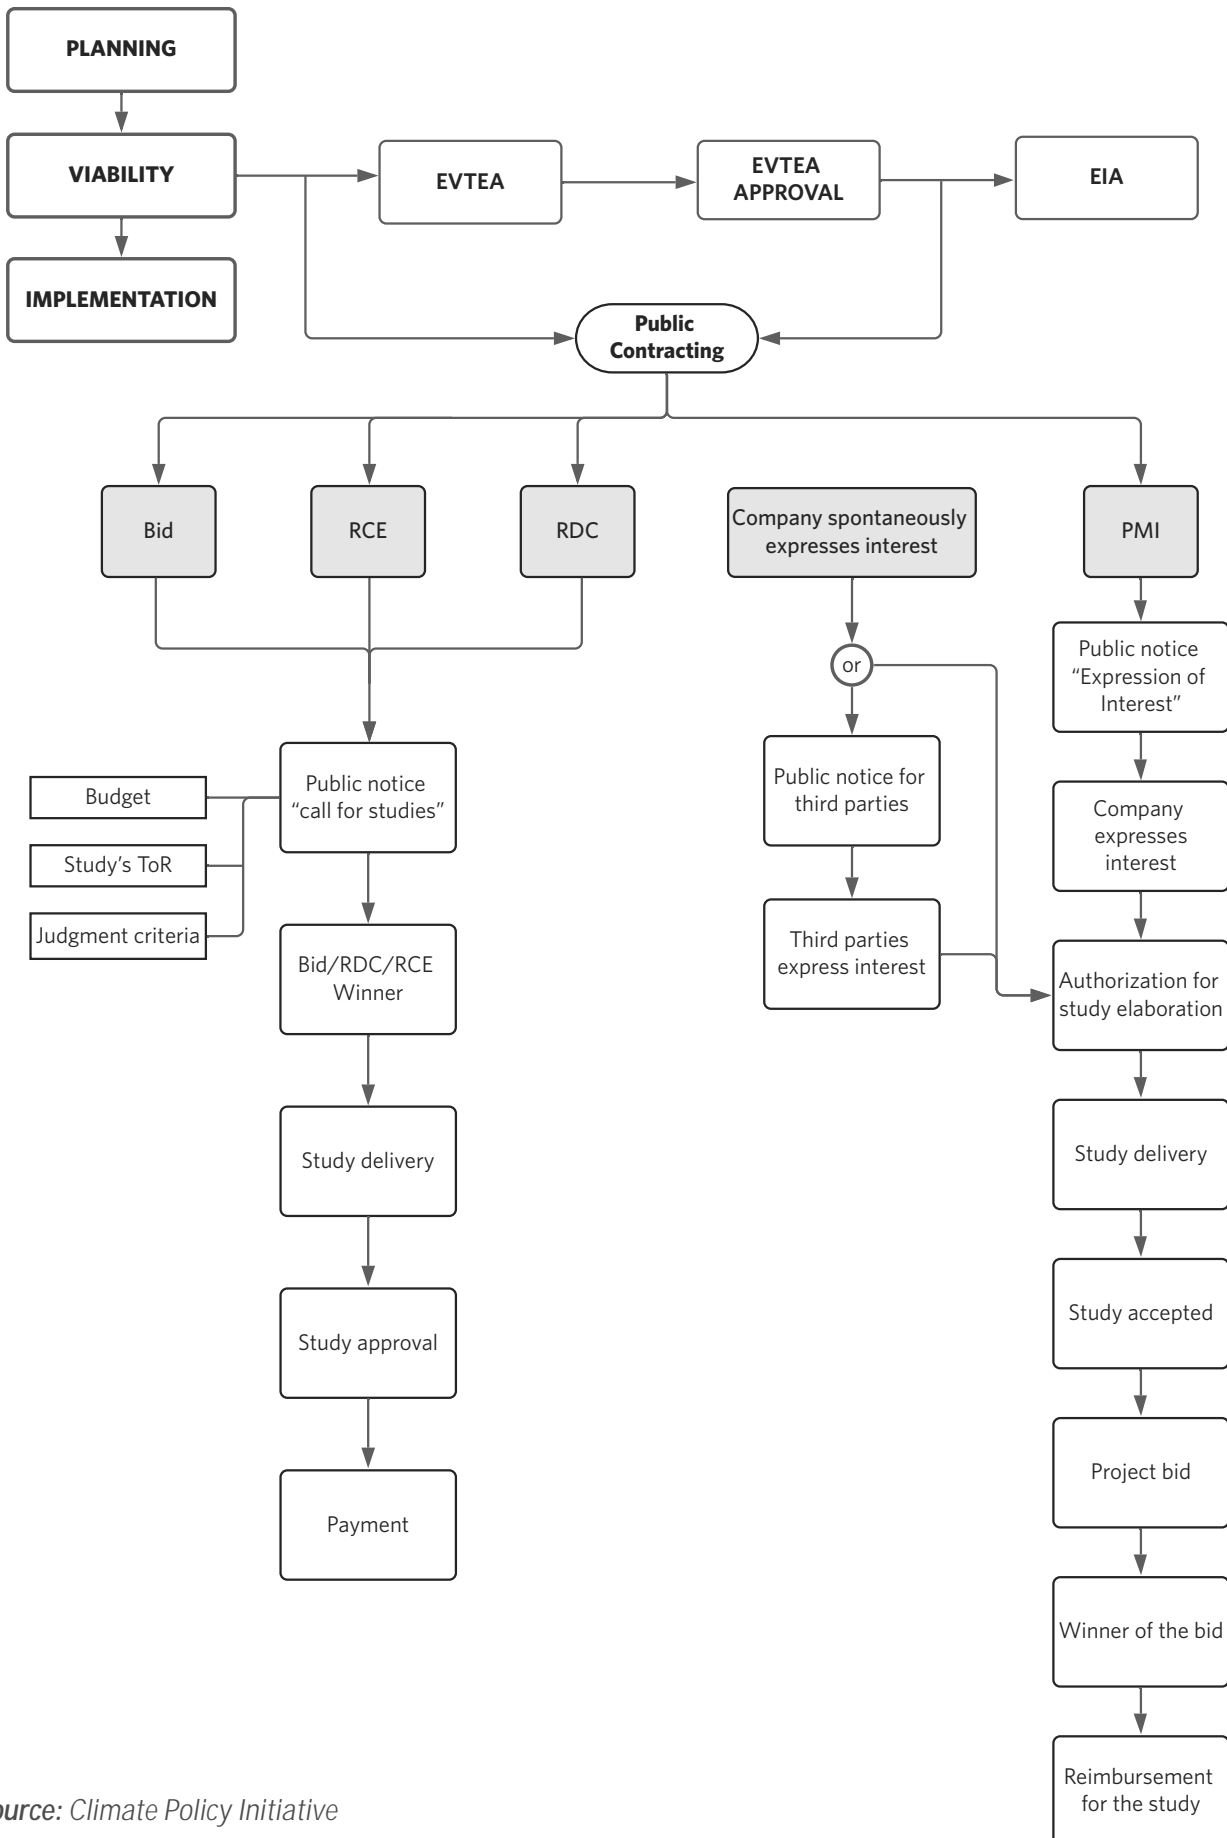 PLANNING
VIABILITY
EVTEA
EVTEA
APPROVAL
EIA
IMPLEMENTATION
Public
Contracting
Bid
RCE
RDC
Company spontaneously
expresses interest
PMI
or
Public notice
“Expression of
Interest”
Public notice for
third parties
Company
expresses
interest
Budget
Study's ToR
Judgment criteria
Public notice
“call for studies”
Third parties
express interest
Authorization for
study elaboration
Bid/RDC/RCE
Winner
Study delivery
Study delivery
Study approval
Study accepted
Payment
Project bid
Winner of the bid
Reimbursement
for the study
ource: Climate Policy Initiative